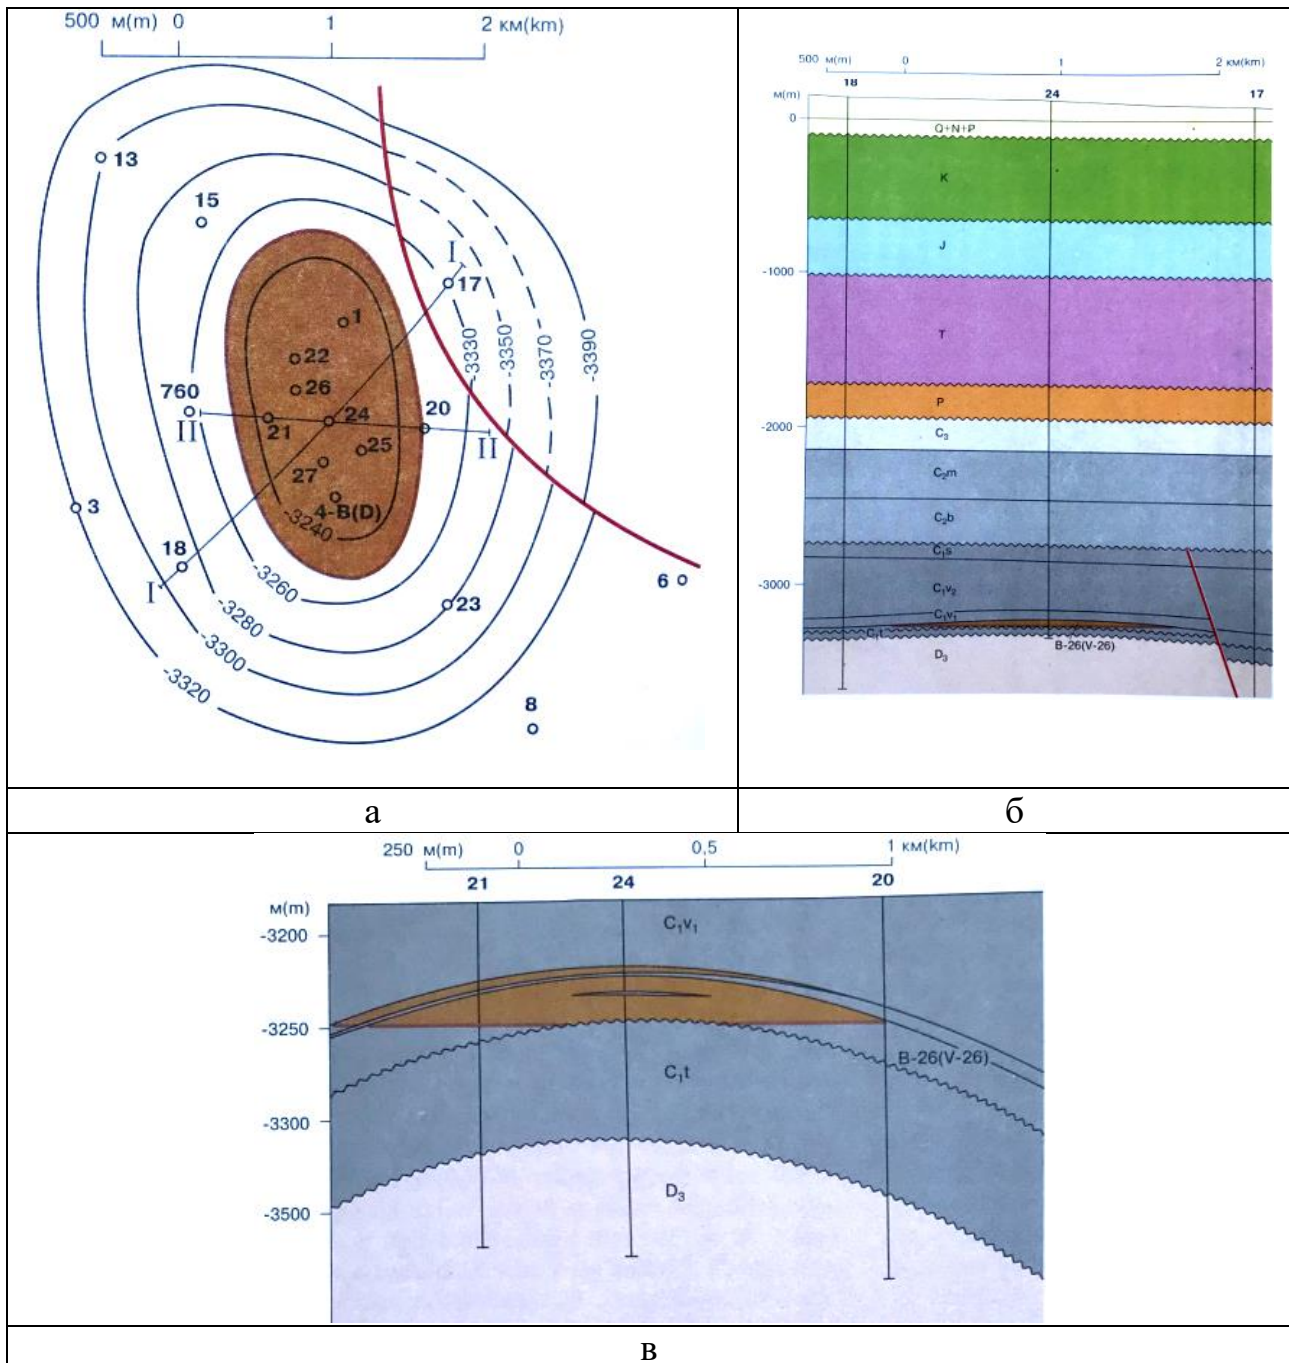 500 м(m) 0 1 2 км(km)
13
15
I
17
1
22
26
760
24
20
II
21
25
II
27
3
4-В(D)
-3240
18
I
-3260
23
6
-3280
-3300
-3320
8
-3330
-3350
-3370
-3390
а
500 м(m) 0 1 2 км(km)
18 24 17
м(m)
0
Q+N+P
K
J
-1000
T
P
-2000
C₃
C₂m
C₂b
C₁s
-3000
C₁v₂
C₁v₁
C₁t
В-26(V-26)
D₃
б
250 м(m) 0 0,5 1 км(km)
21 24 20
м(m)
-3200
C₁v₁
-3250
В-26(V-26)
C₁t
-3300
D₃
-3500
в